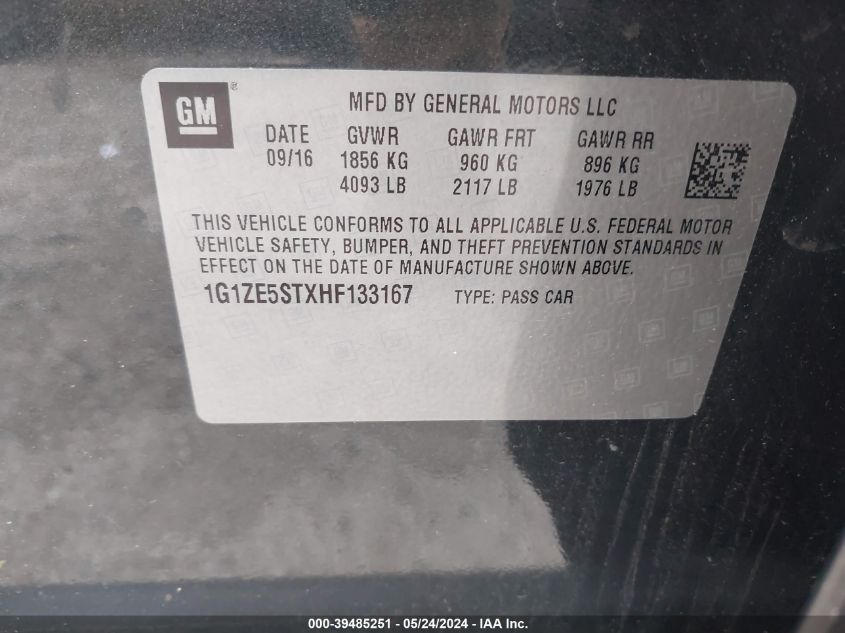 GM ®
MFD BY GENERAL MOTORS LLC
DATE GVWR GAWR FRT GAWR RR
09/16 1856 KG 960 KG 896 KG
4093 LB 2117 LB 1976 LB
THIS VEHICLE CONFORMS TO ALL APPLICABLE U.S. FEDERAL MOTOR
VEHICLE SAFETY, BUMPER, AND THEFT PREVENTION STANDARDS IN
EFFECT ON THE DATE OF MANUFACTURE SHOWN ABOVE.
1G1ZE5STXHF133167 TYPE: PASS CAR
000-39485251 / 05/24/2024 - IAA Inc.